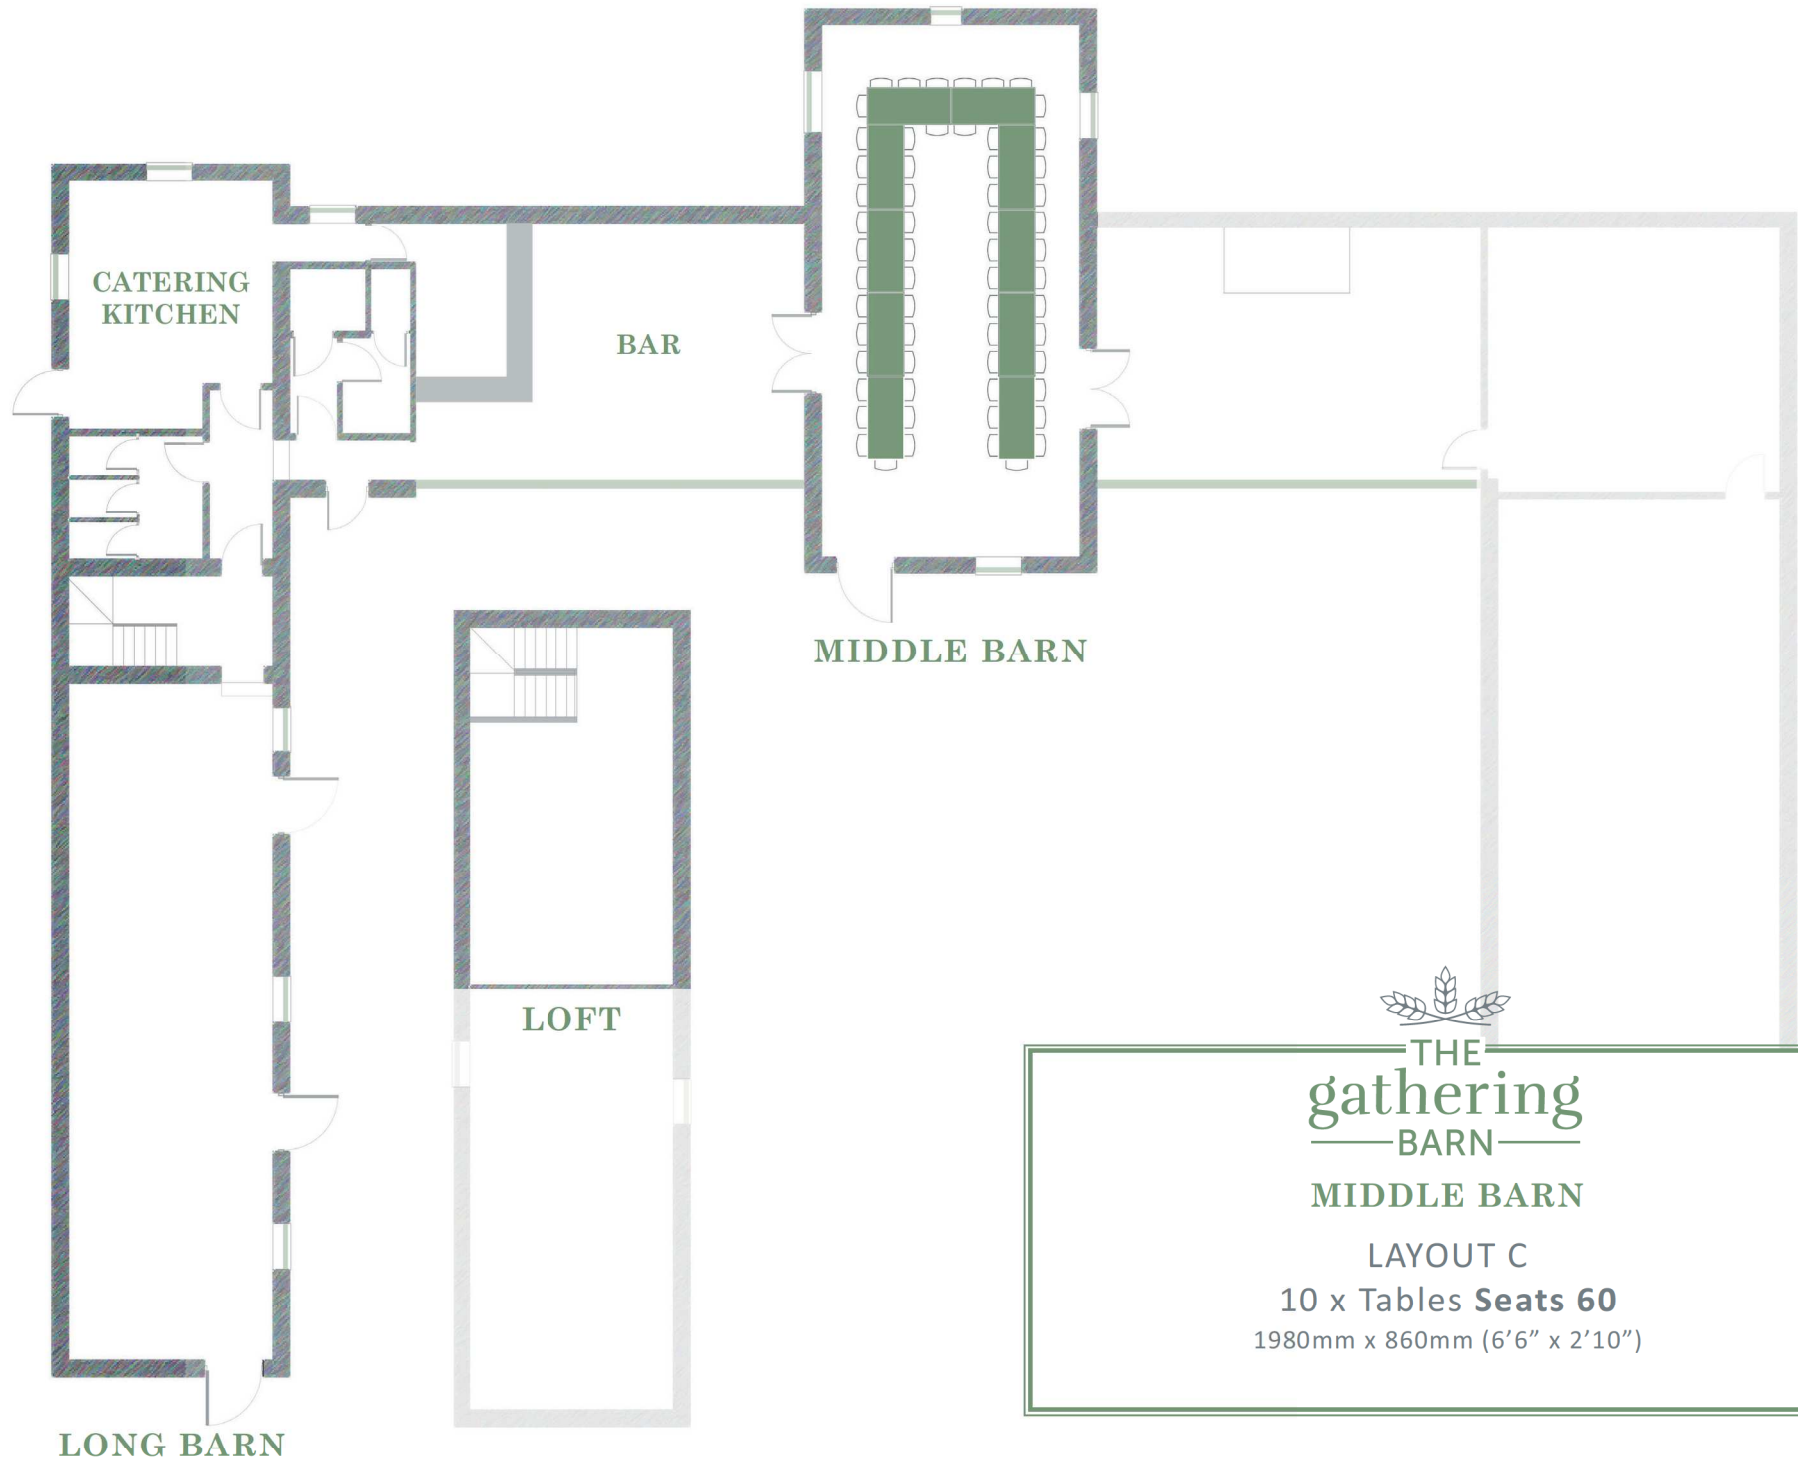 CATERING
KITCHEN
BAR
MIDDLE BARN
LOFT
LONG BARN
THE
gathering
BARN
MIDDLE BARN
LAYOUT C
10 x Tables Seats 60
1980mm x 860mm (6’6” x 2’10”)